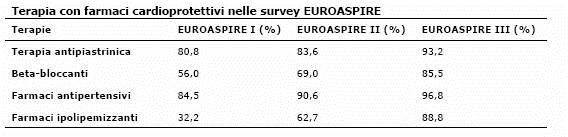 Terapia con farmaci cardioprotettivi nelle survey EUROASPIRE
Terapie EUROASPIRE I (%) EUROASPIRE II (%) EUROASPIRE III (%)
Terapia antipiastrinica 80,8 83,6 93,2
Beta-bloccanti 56,0 69,0 85,5
Farmaci antipertensivi 84,5 90,6 96,8
Farmaci ipolipemizzanti 32,2 62,7 88,8